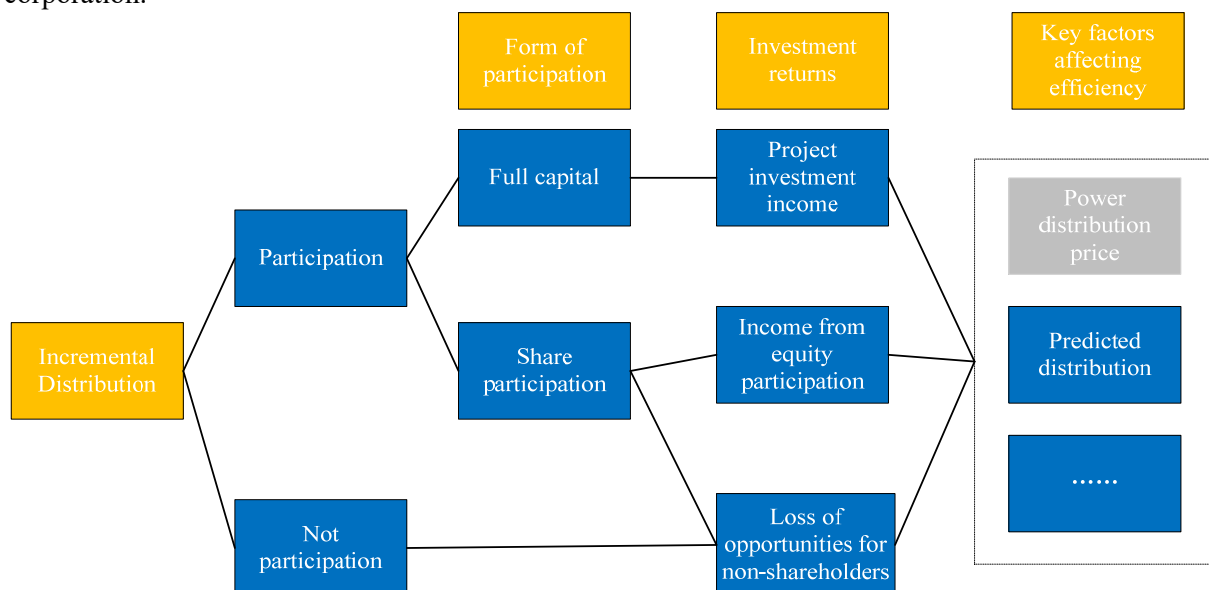 corporation.
Form of
participation
Investment
returns
Key factors
affecting
efficiency
Full capital
Project
investment
income
Power
distribution
price
Participation
Incremental
Distribution
Share
participation
Income from
equity
participation
Predicted
distribution
Not
participation
Loss of
opportunities for
non-shareholders
......